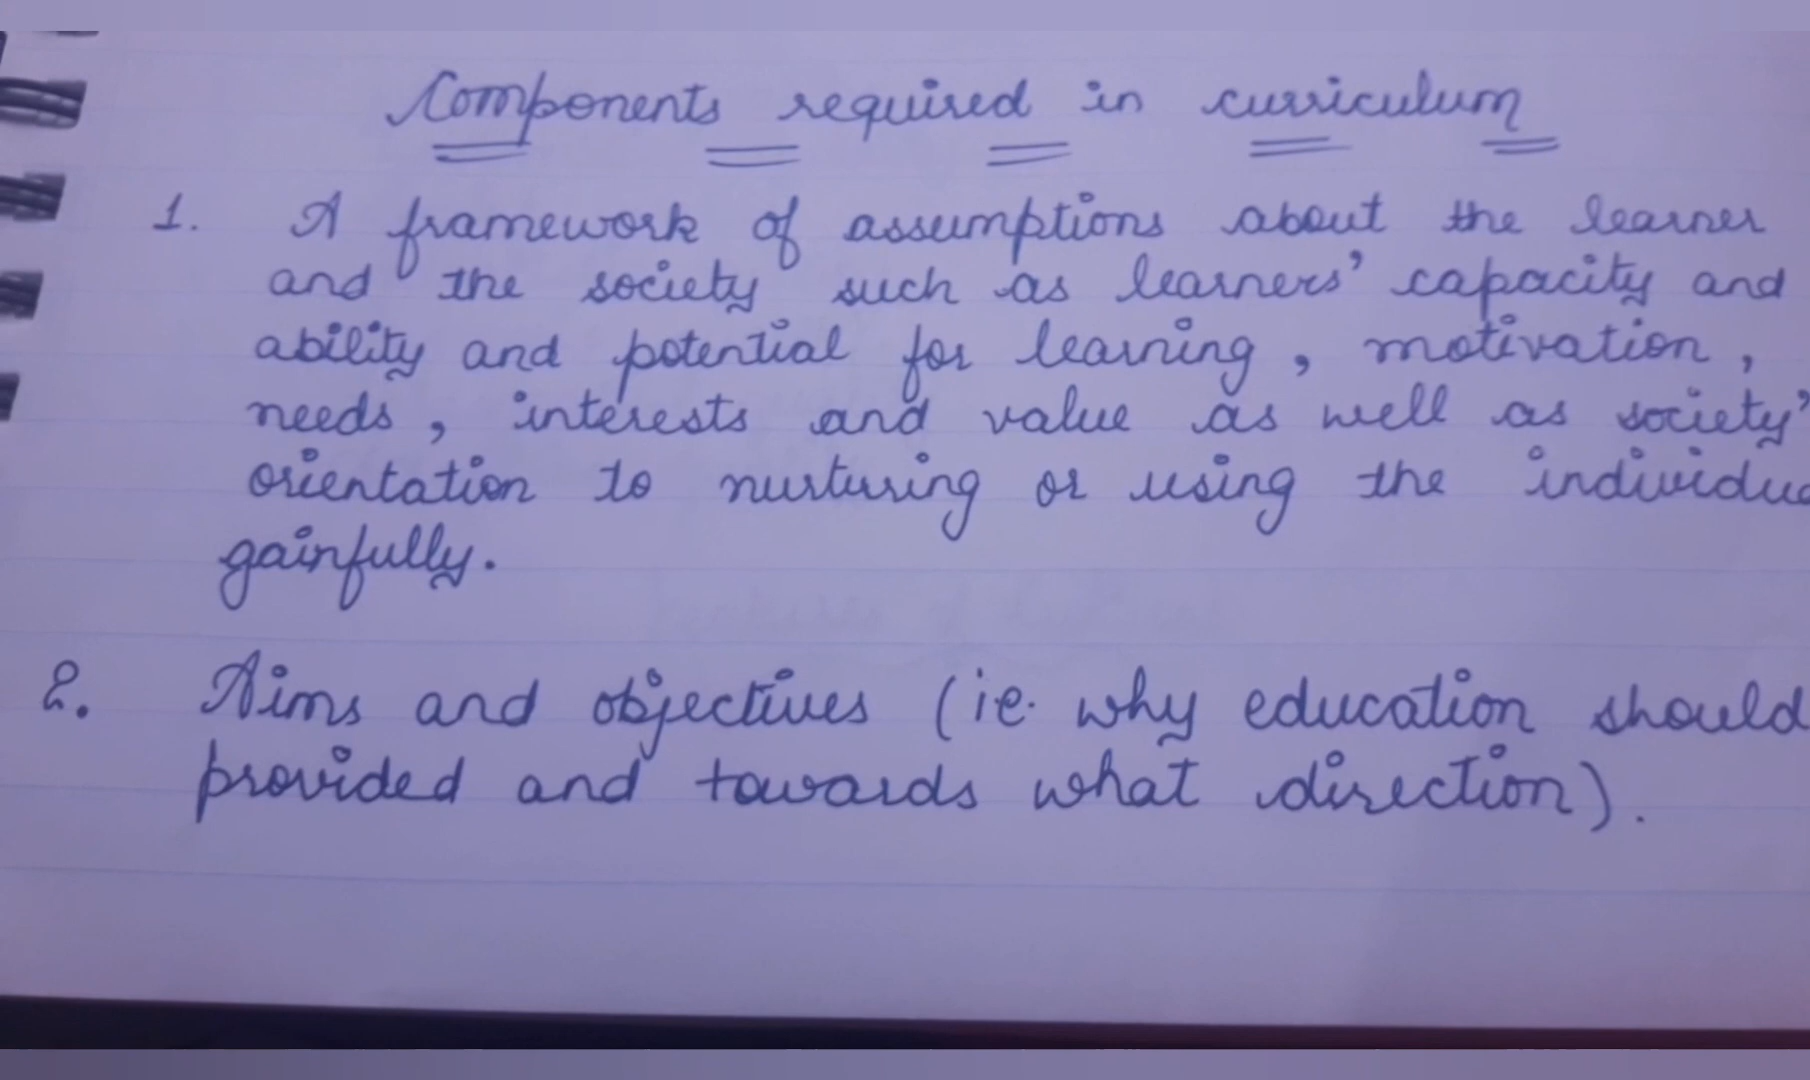 Components required in curriculum
1. A framework of assumptions about the learner
and the society such as learners' capacity and
ability and potential for learning, motivation,
needs, interests and value as well as society'
orientation to nurturing or using the individu
gainfully.
2. Aims and objectives (ie. why education should
provided and towards what direction).